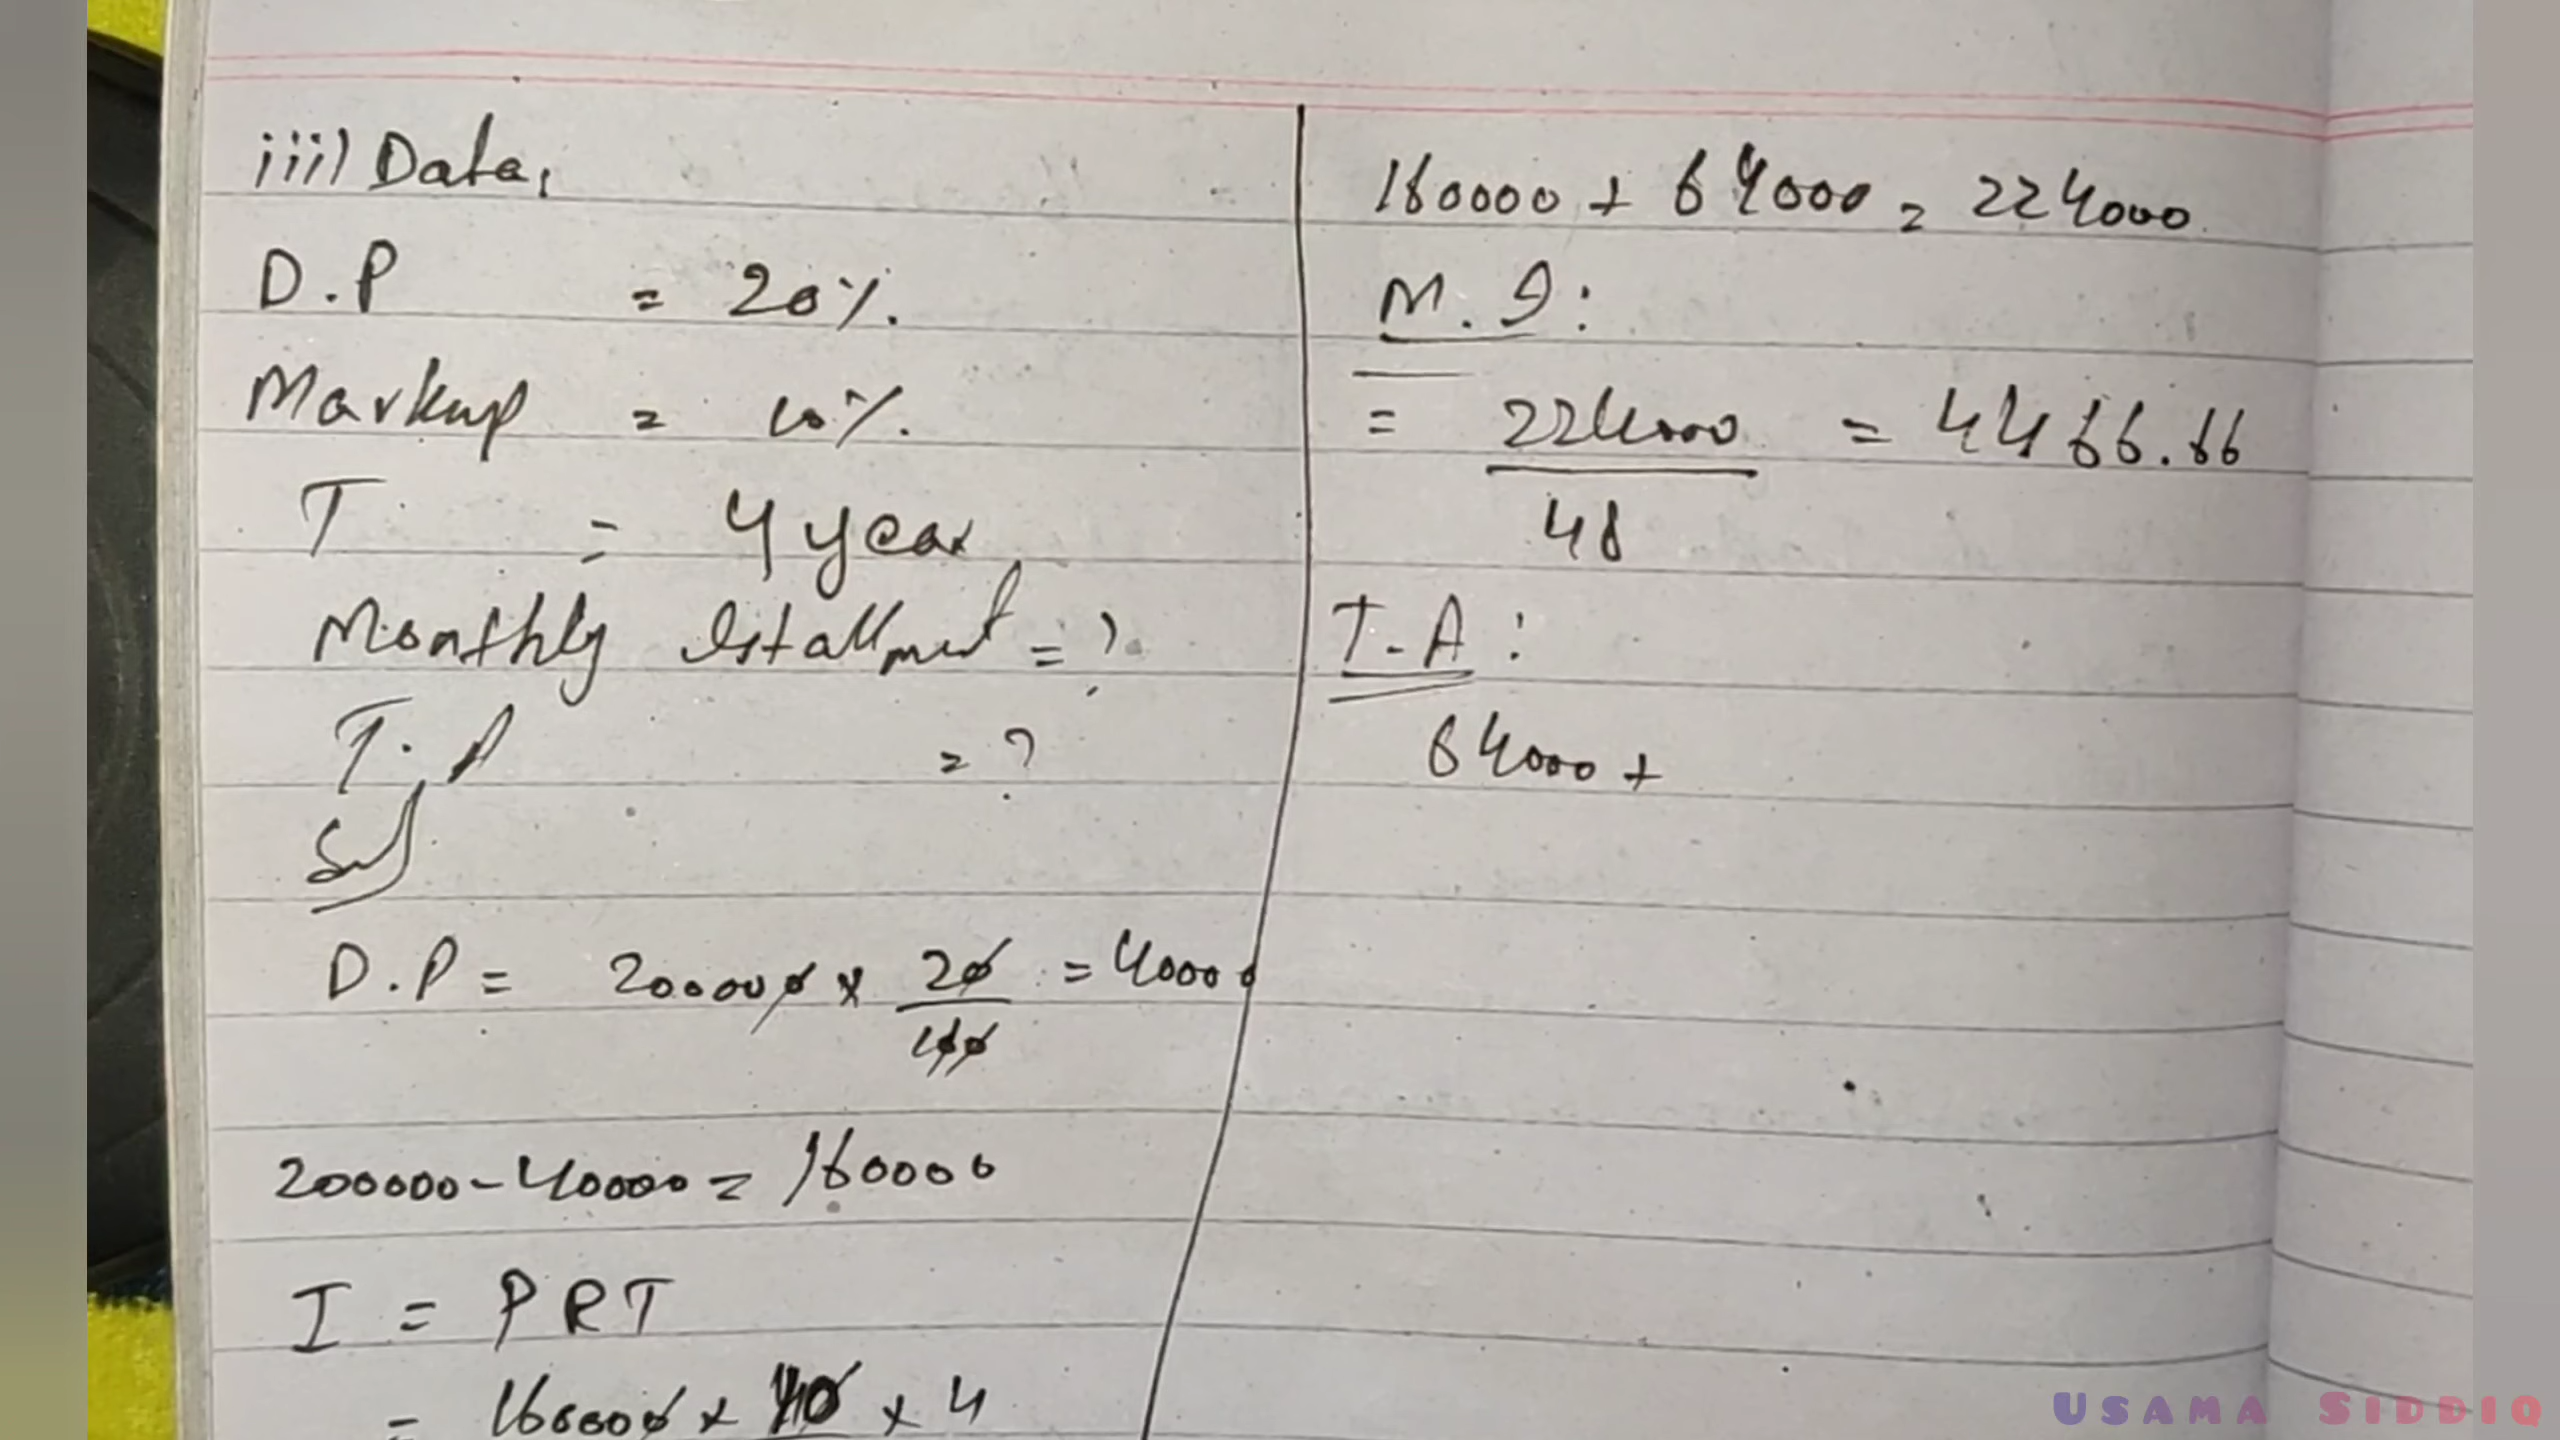 iii) Data,
D.P = 20%.
Markup = 10%.
T = 4 year
Monthly Istallment = ?
T. A = ?
Sol
D.P = 200000 x 20 = 40000
100
200000 - 40000 = 160000
I = PRT
= 160000 x 10 x 4
160000 + 64000 = 224000
M.I :
= 224000 = 4466.66
48
T-A :
64000 +
USAMA SIDDIQ